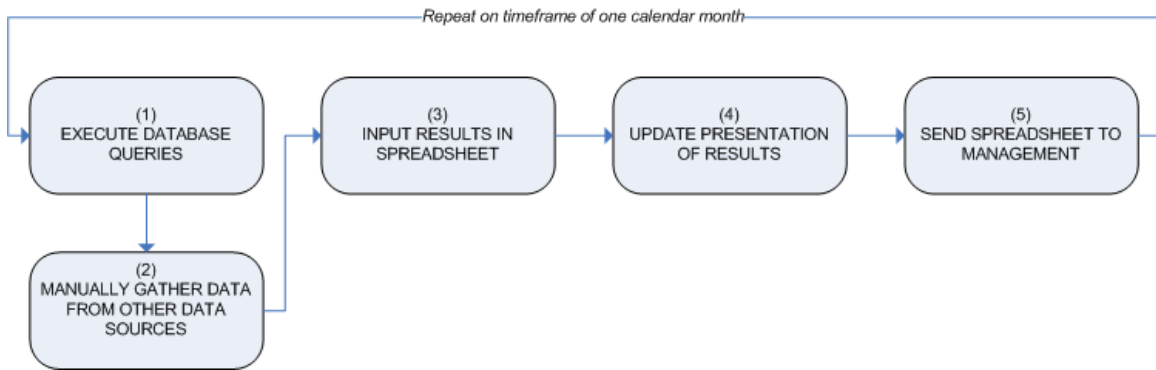 Repeat on timeframe of one calendar month
(1)
EXECUTE DATABASE
QUERIES
(2)
MANUALLY GATHER DATA
FROM OTHER DATA
SOURCES
(3)
INPUT RESULTS IN
SPREADSHEET
(4)
UPDATE PRESENTATION
OF RESULTS
(5)
SEND SPREADSHEET TO
MANAGEMENT